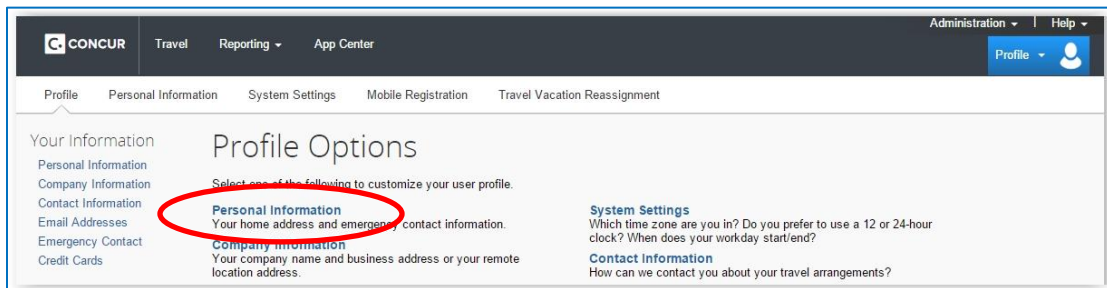 Administration | Help
C. CONCUR Travel Reporting App Center
Profile
Profile Personal Information System Settings Mobile Registration Travel Vacation Reassignment
Your Information
Personal Information
Company Information
Contact Information
Email Addresses
Emergency Contact
Credit Cards
Profile Options
Select one of the following to customize your user profile.
Personal Information
Your home address and emergency contact information.
Company Information
Your company name and business address or your remote
location address.
System Settings
Which time zone are you in? Do you prefer to use a 12 or 24-hour
clock? When does your workday start/end?
Contact Information
How can we contact you about your travel arrangements?